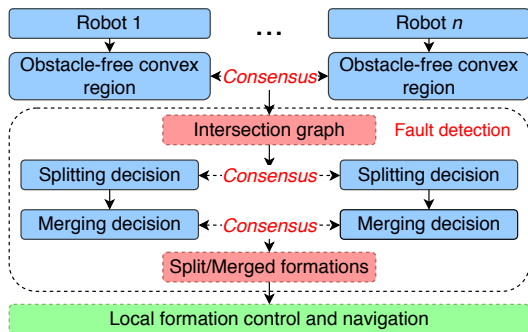 Robot 1
...
Robot n
Obstacle-free convex
region
Consensus
Obstacle-free convex
region
Intersection graph
Fault detection
Splitting decision
Consensus
Splitting decision
Merging decision
Consensus
Merging decision
Split/Merged formations
Local formation control and navigation